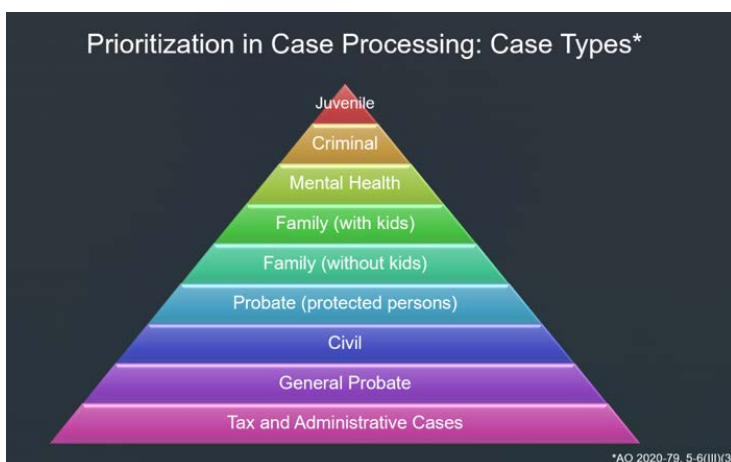 Prioritization in Case Processing: Case Types*
Juvenile
Criminal
Mental Health
Family (with kids)
Family (without kids)
Probate (protected persons)
Civil
General Probate
Tax and Administrative Cases
*AO 2020-79, 5-6(III)(3